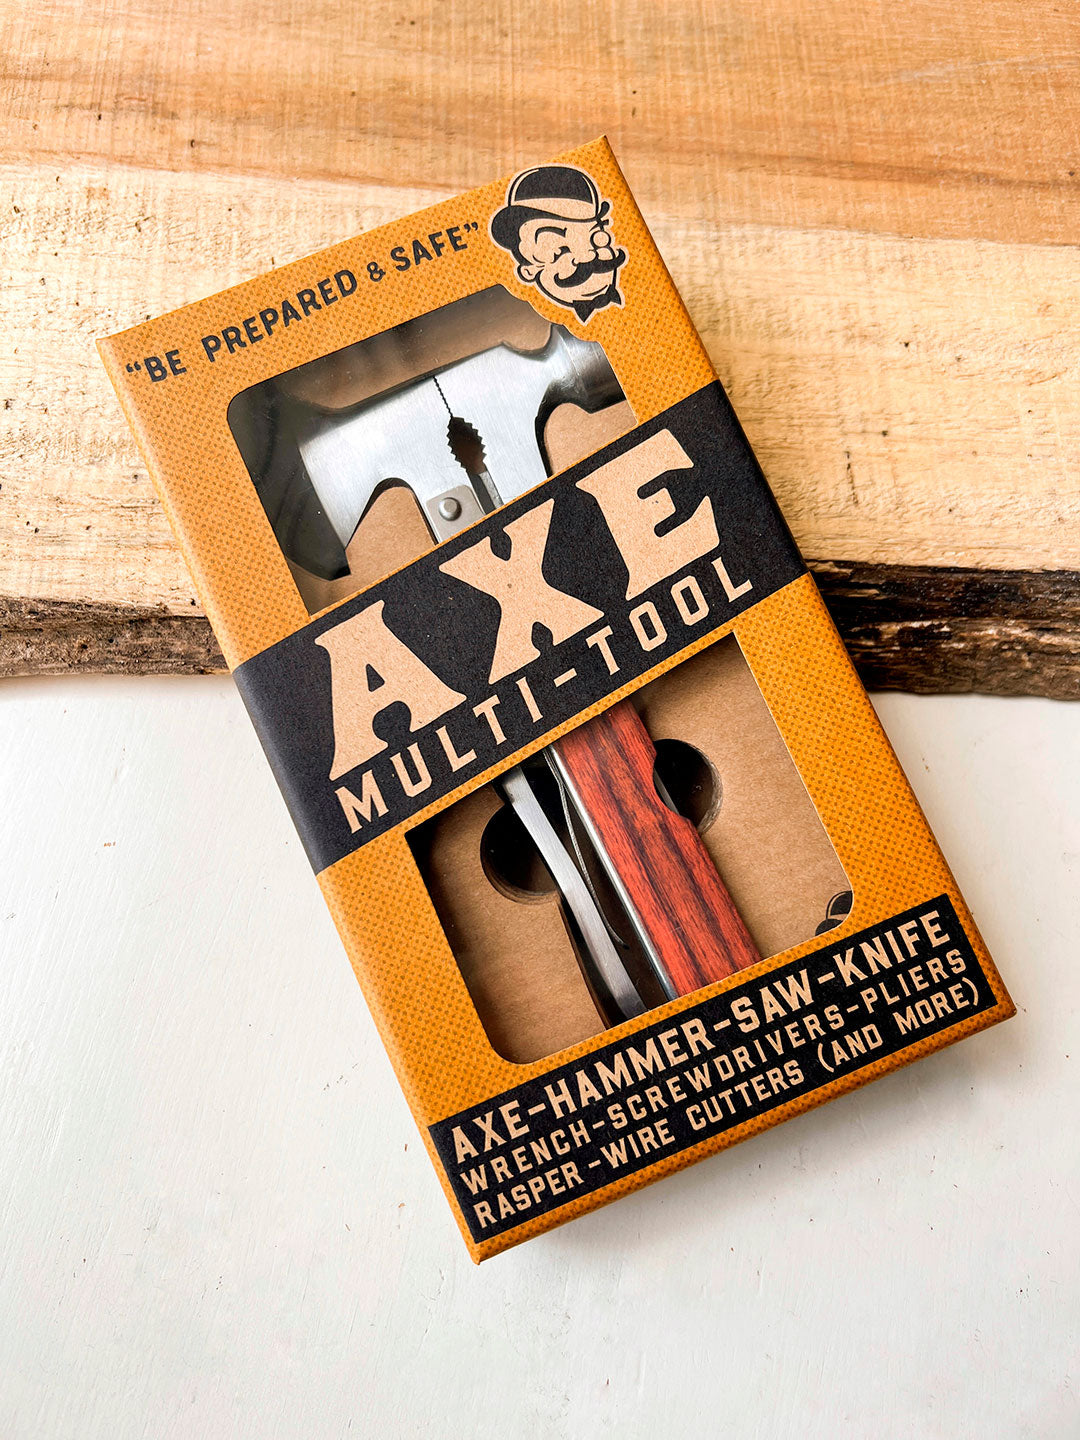 “BE PREPARED & SAFE”
AXE
MULTI-TOOL
AXE-HAMMER-SAW-KNIFE
WRENCH-SCREWDRIVERS-PLIERS
RASPER-WIRE CUTTERS (AND MORE)